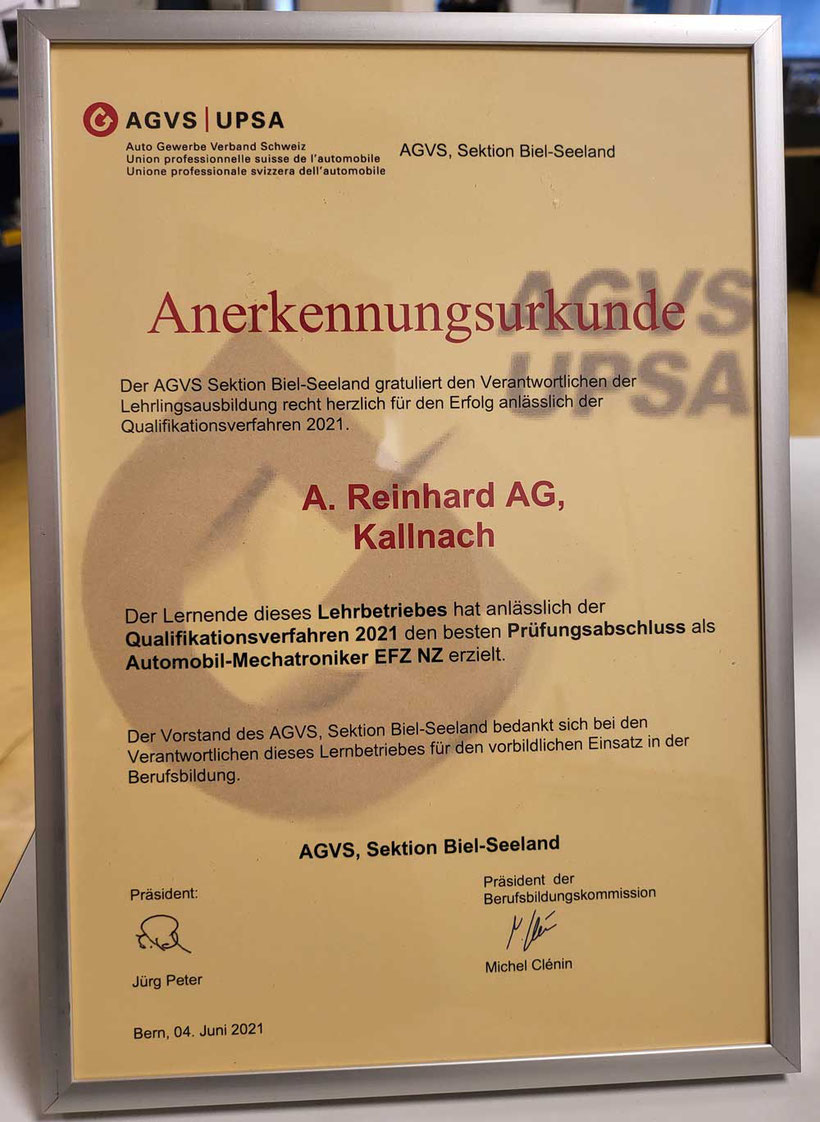 AGVS | UPSA
Auto Gewerbe Verband Schweiz
Union professionnelle suisse de l'automobile
Unione professionale svizzera dell'automobile
AGVS, Sektion Biel-Seeland
AGVS
UPSA
Anerkennungsurkunde
Der AGVS Sektion Biel-Seeland gratuliert den Verantwortlichen der
Lehrlingsausbildung recht herzlich für den Erfolg anlässlich der
Qualifikationsverfahren 2021.
A. Reinhard AG,
Kallnach
Der Lernende dieses Lehrbetriebes hat anlässlich der
Qualifikationsverfahren 2021 den besten Prüfungsabschluss als
Automobil-Mechatroniker EFZ NZ erzielt.
Der Vorstand des AGVS, Sektion Biel-Seeland bedankt sich bei den
Verantwortlichen dieses Lernbetriebes für den vorbildlichen Einsatz in der
Berufsbildung.
AGVS, Sektion Biel-Seeland
Präsident:
Jürg Peter
Präsident der
Berufsbildungskommission
Michel Clénin
Bern, 04. Juni 2021